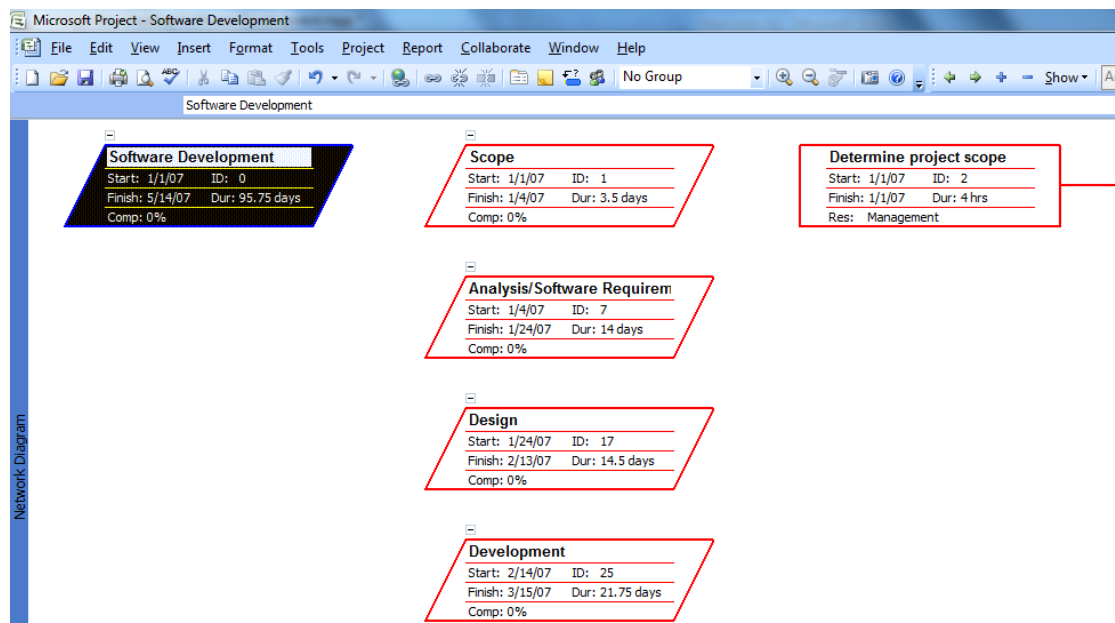 Microsoft Project - Software Development
File Edit View Insert Format Tools Project Report Collaborate Window Help
ABC No Group Show
Software Development
Software Development
Start: 1/1/07 ID: 0
Finish: 5/14/07 Dur: 95.75 days
Comp: 0%
Scope
Start: 1/1/07 ID: 1
Finish: 1/4/07 Dur: 3.5 days
Comp: 0%
Determine project scope
Start: 1/1/07 ID: 2
Finish: 1/1/07 Dur: 4 hrs
Res: Management
Analysis/Software Requirem
Start: 1/4/07 ID: 7
Finish: 1/24/07 Dur: 14 days
Comp: 0%
Design
Start: 1/24/07 ID: 17
Finish: 2/13/07 Dur: 14.5 days
Comp: 0%
Development
Start: 2/14/07 ID: 25
Finish: 3/15/07 Dur: 21.75 days
Comp: 0%
Network Diagram